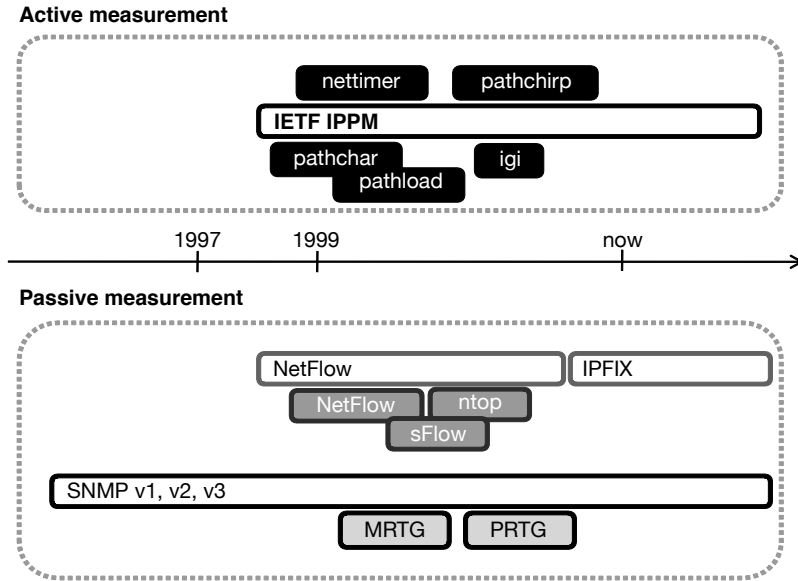 Active measurement
nettimer
pathchirp
IETF IPPM
pathchar
igi
pathload
1997
1999
now
Passive measurement
NetFlow
IPFIX
NetFlow
ntop
sFlow
SNMP v1, v2, v3
MRTG
PRTG